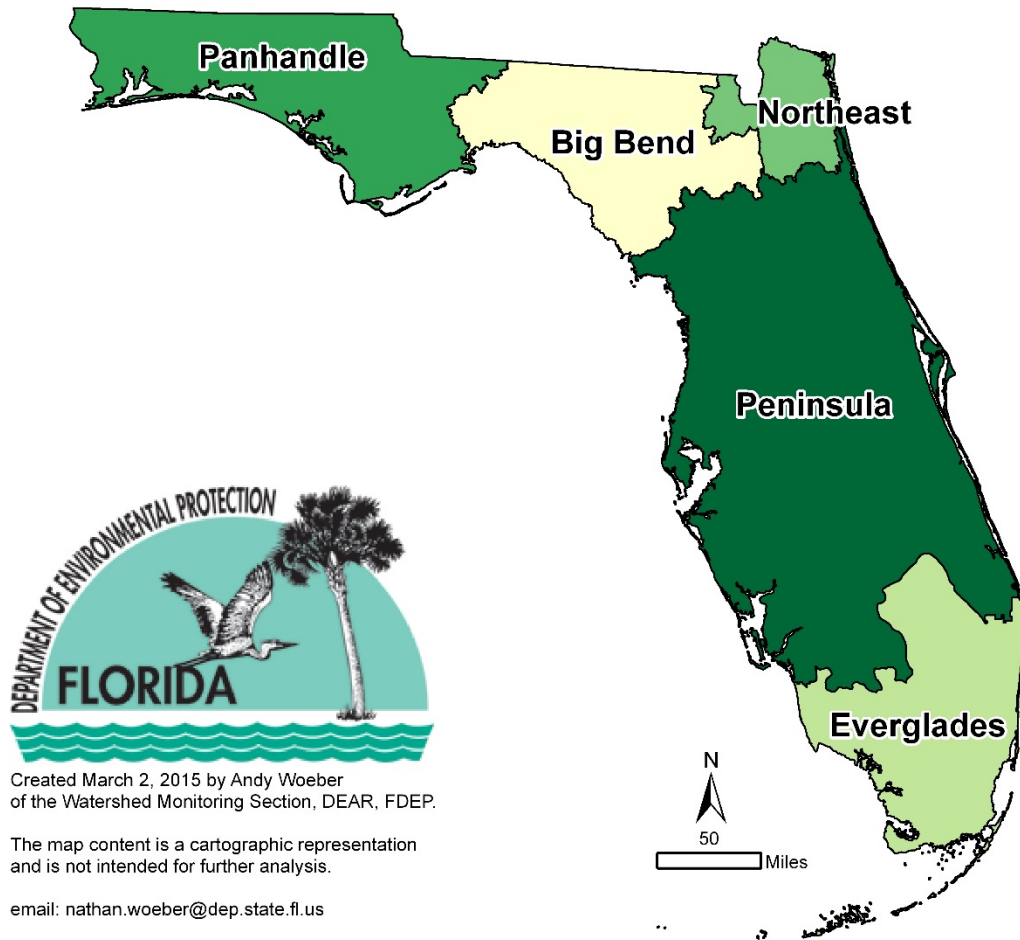 Panhandle
Northeast
Big Bend
Peninsula
Everglades
DEPARTMENT OF ENVIRONMENTAL PROTECTION
FLORIDA
Created March 2, 2015 by Andy Woeber
of the Watershed Monitoring Section, DEAR, FDEP.
The map content is a cartographic representation
and is not intended for further analysis.
email: nathan.woeber@dep.state.fl.us
N
50
Miles